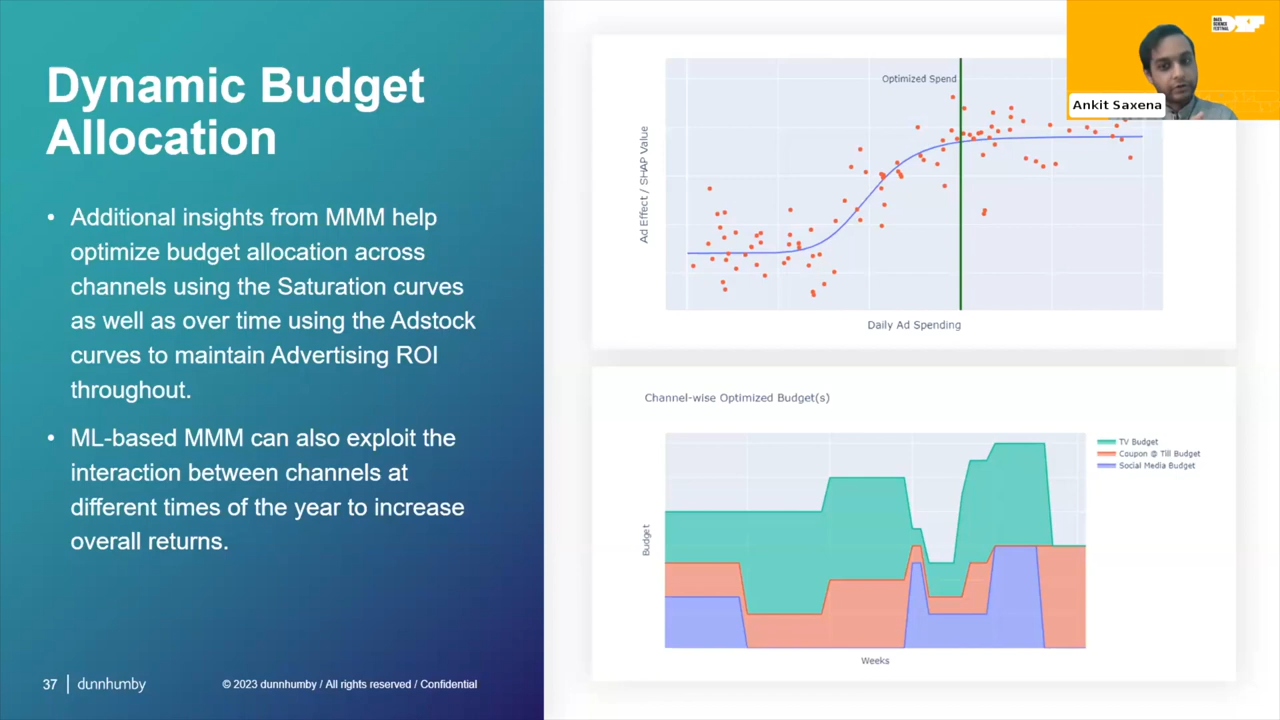 Dynamic Budget
Allocation
• Additional insights from MMM help
optimize budget allocation across
channels using the Saturation curves
as well as over time using the Adstock
curves to maintain Advertising ROI
throughout.
• ML-based MMM can also exploit the
interaction between channels at
different times of the year to increase
overall returns.
37 | dunnhumby
© 2023 dunnhumby / All rights reserved / Confidential
Optimized Spend
Ad Effect / SHAP Value
Daily Ad Spending
Channel-wise Optimized Budget(s)
TV Budget
Coupon @ Till Budget
Social Media Budget
Budget
Weeks
DATA
SCIENCE
FESTIVAL
DSF
Ankit Saxena